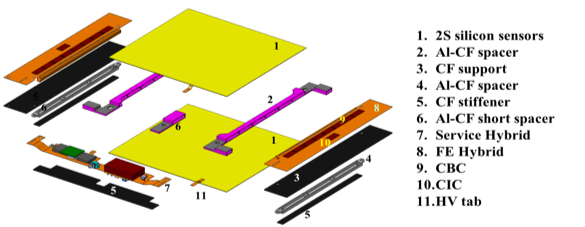 1
2
6
8
9
10
1
3
4
5
7
11
5
6
1. 2S silicon sensors
2. Al-CF spacer
3. CF support
4. Al-CF spacer
5. CF stiffener
6. Al-CF short spacer
7. Service Hybrid
8. FE Hybrid
9. CBC
10.CIC
11.HV tab